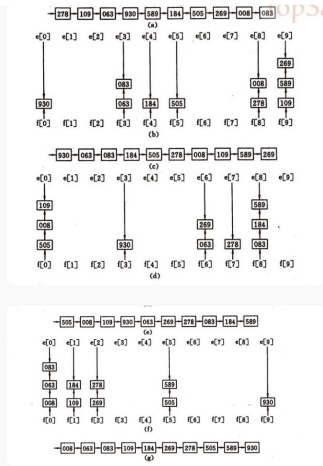 278 109 063 930 589 184 505 269 008 083
(a)
e[0] e[1] e[2] e[3] e[4] e[5] e[6] e[7] e[8] e[9]
269
083 008 589
930 063 184 505 278 109
f[0] f[1] f[2] f[3] f[4] f[5] f[6] f[7] f[8] f[9]
(b)
930 063 083 184 505 278 008 109 589 269
(c)
e[0] e[1] e[2] e[3] e[4] e[5] e[6] e[7] e[8] e[9]
109 589
008 269 184
505 930 063 278 083
f[0] f[1] f[2] f[3] f[4] f[5] f[6] f[7] f[8] f[9]
(d)
505 008 109 930 063 269 278 083 184 589
(e)
e[0] e[1] e[2] e[3] e[4] e[5] e[6] e[7] e[8] e[9]
083
063 184 278 589
008 109 269 505 930
f[0] f[1] f[2] f[3] f[4] f[5] f[6] f[7] f[8] f[9]
(f)
008 063 083 109 184 269 278 505 589 930
(g)